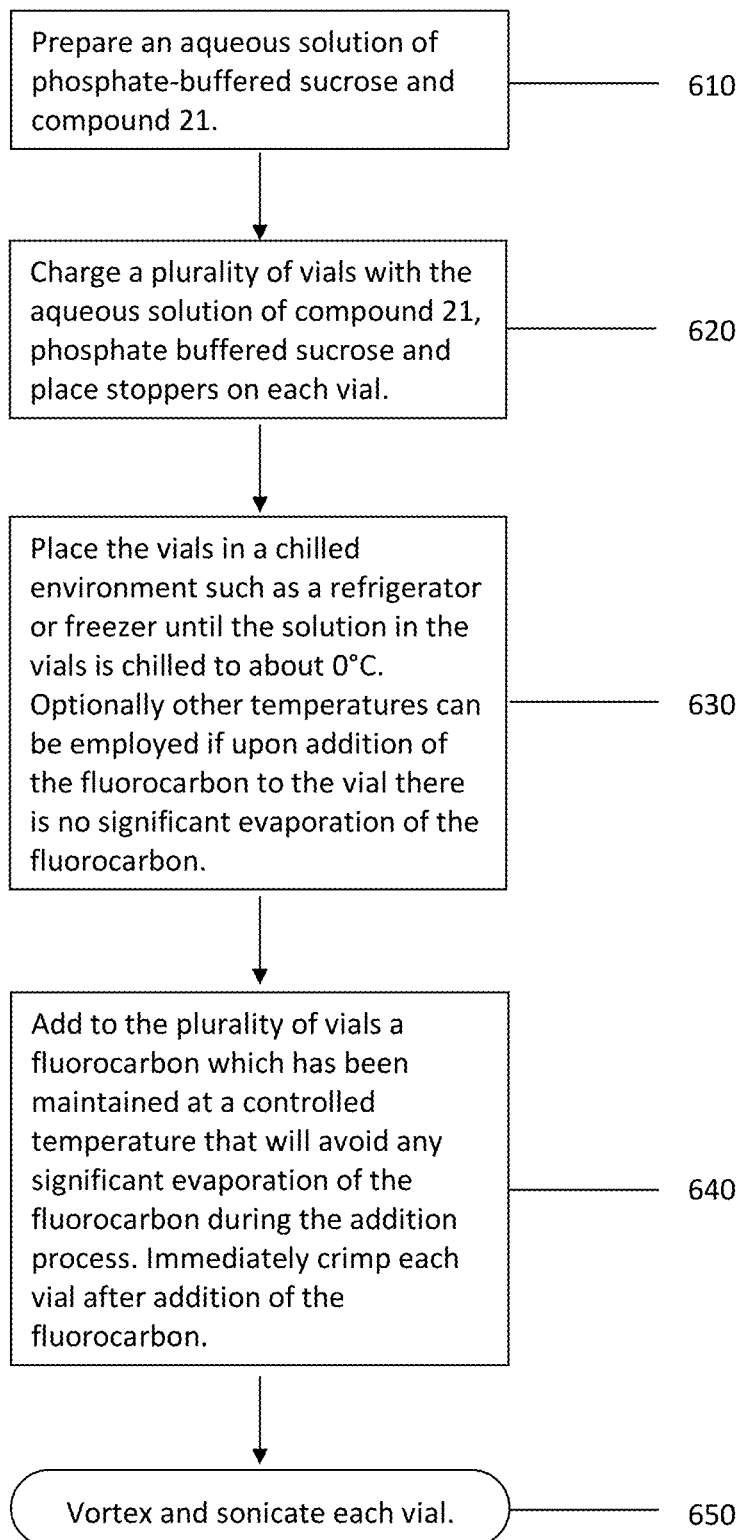 Prepare an aqueous solution of
phosphate-buffered sucrose and
compound 21.
610
Charge a plurality of vials with the
aqueous solution of compound 21,
phosphate buffered sucrose and
place stoppers on each vial.
620
Place the vials in a chilled
environment such as a refrigerator
or freezer until the solution in the
vials is chilled to about 0°C.
Optionally other temperatures can
be employed if upon addition of
the fluorocarbon to the vial there
is no significant evaporation of the
fluorocarbon.
630
Add to the plurality of vials a
fluorocarbon which has been
maintained at a controlled
temperature that will avoid any
significant evaporation of the
fluorocarbon during the addition
process. Immediately crimp each
vial after addition of the
fluorocarbon.
640
Vortex and sonicate each vial.
650